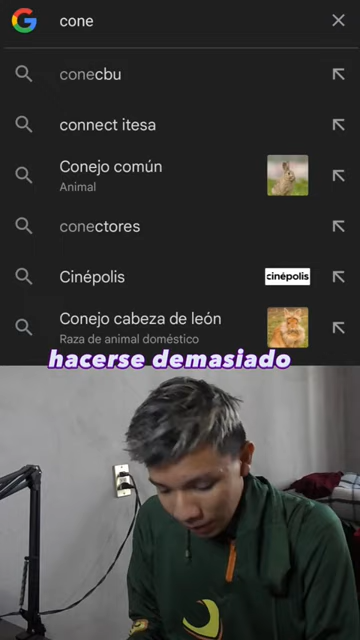 cone
conecbu
connect itesa
Conejo común
Animal
conectores
Cinépolis
cinépolis
Conejo cabeza de león
Raza de animal doméstico
hacerse demasiado